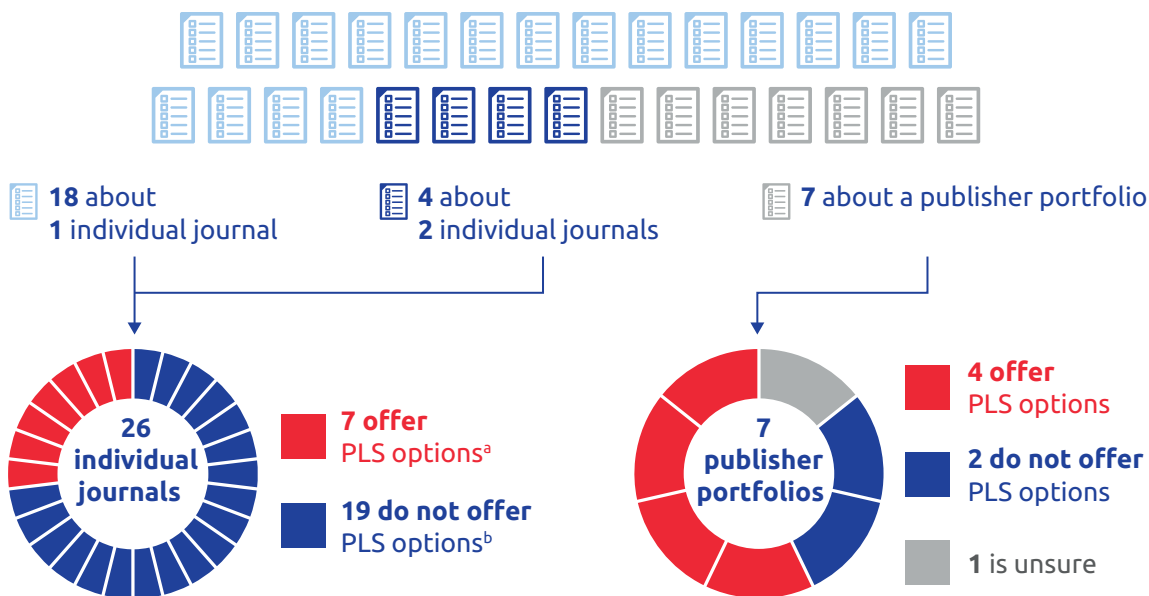 18 about
1 individual journal
4 about
2 individual journals
7 about a publisher portfolio
26
individual
journals
7 offer
PLS optionsᵃ
19 do not offer
PLS optionsᵇ
7
publisher
portfolios
4 offer
PLS options
2 do not offer
PLS options
1 is unsure